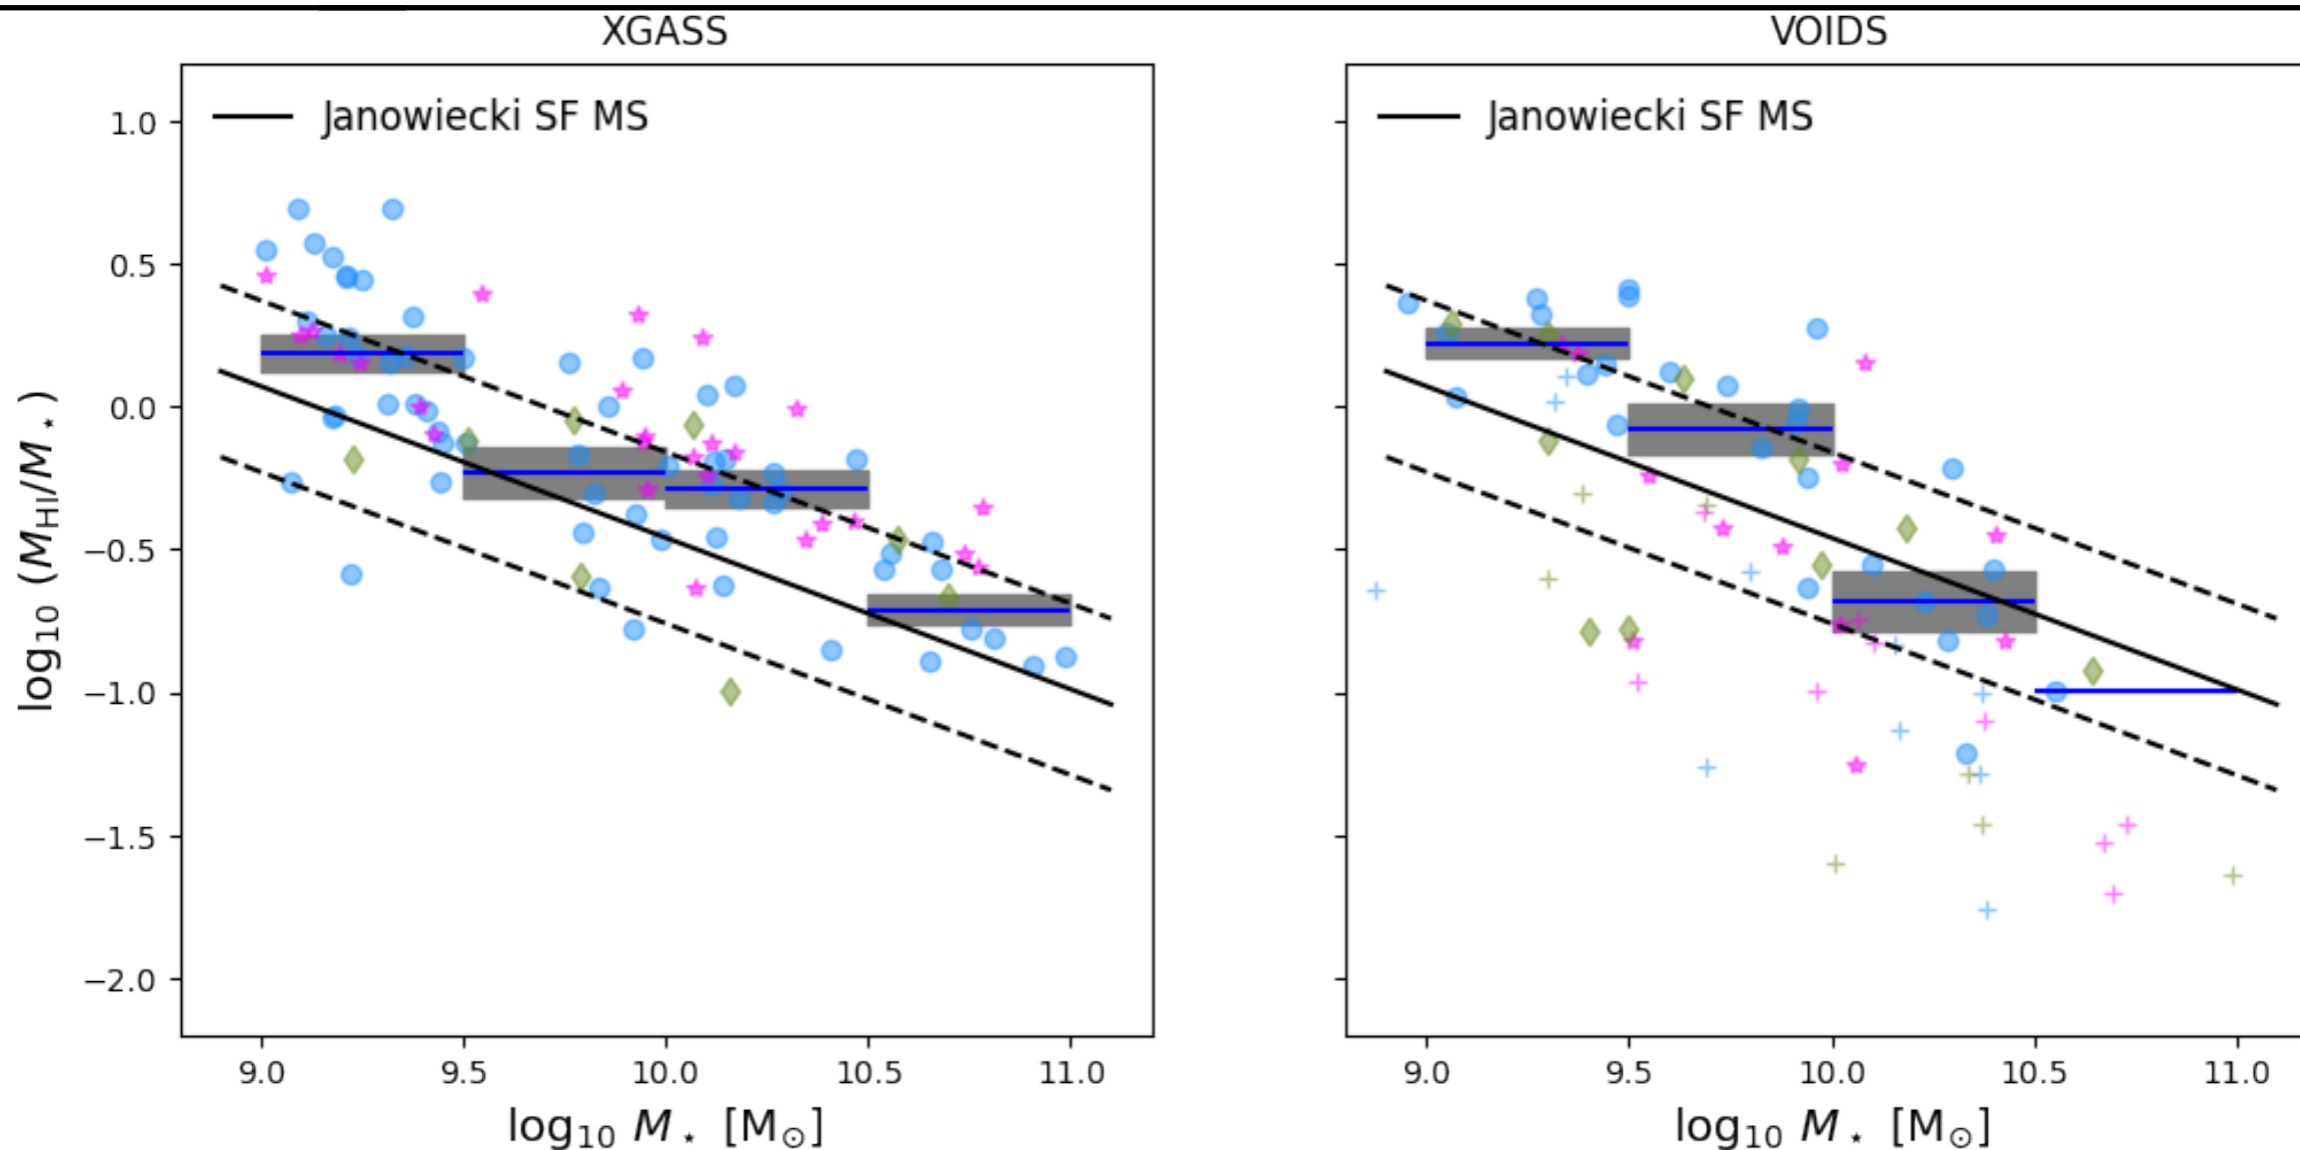 XGASS
VOIDS
Janowiecki SF MS
Janowiecki SF MS
1.0
0.5
0.0
−0.5
−1.0
−1.5
−2.0
log₁₀ (M_HI/M⋆)
9.0 9.5 10.0 10.5 11.0
9.0 9.5 10.0 10.5 11.0
log₁₀ M⋆ [M⊙]
log₁₀ M⋆ [M⊙]